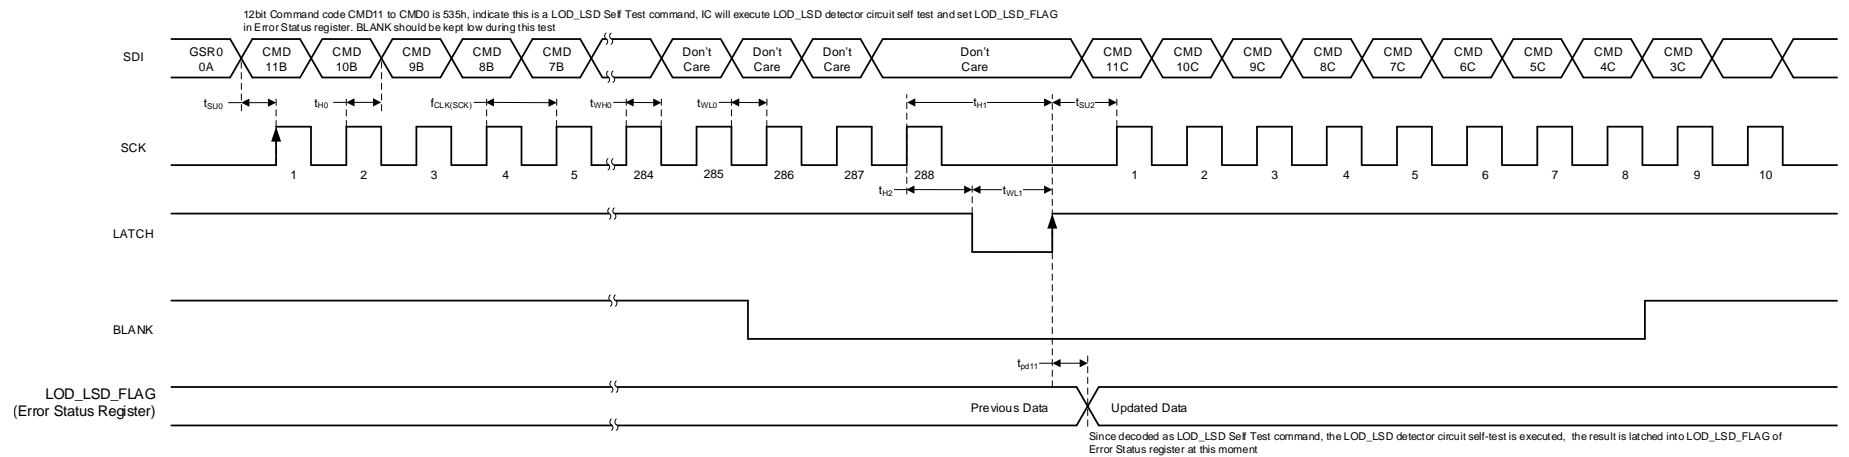 12bit Command code CMD11 to CMD0 is 535h, indicate this is a LOD_LSD Self Test command, IC will execute LOD_LSD detector circuit self test and set LOD_LSD_FLAG
in Error Status register. BLANK should be kept low during this test
SDI
GSR0 0A
CMD 11B
CMD 10B
CMD 9B
CMD 8B
CMD 7B
Don't Care
Don't Care
Don't Care
Don't Care
CMD 11C
CMD 10C
CMD 9C
CMD 8C
CMD 7C
CMD 6C
CMD 5C
CMD 4C
CMD 3C
tSU0
tH0
fCLK(SCK)
tWH0
tWL0
tH1
tSU2
SCK
1 2 3 4 5 284 285 286 287 288 1 2 3 4 5 6 7 8 9 10
tH2
tWL1
LATCH
BLANK
tpd11
LOD_LSD_FLAG
(Error Status Register)
Previous Data
Updated Data
Since decoded as LOD_LSD Self Test command, the LOD_LSD detector circuit self-test is executed, the result is latched into LOD_LSD_FLAG of
Error Status register at this moment